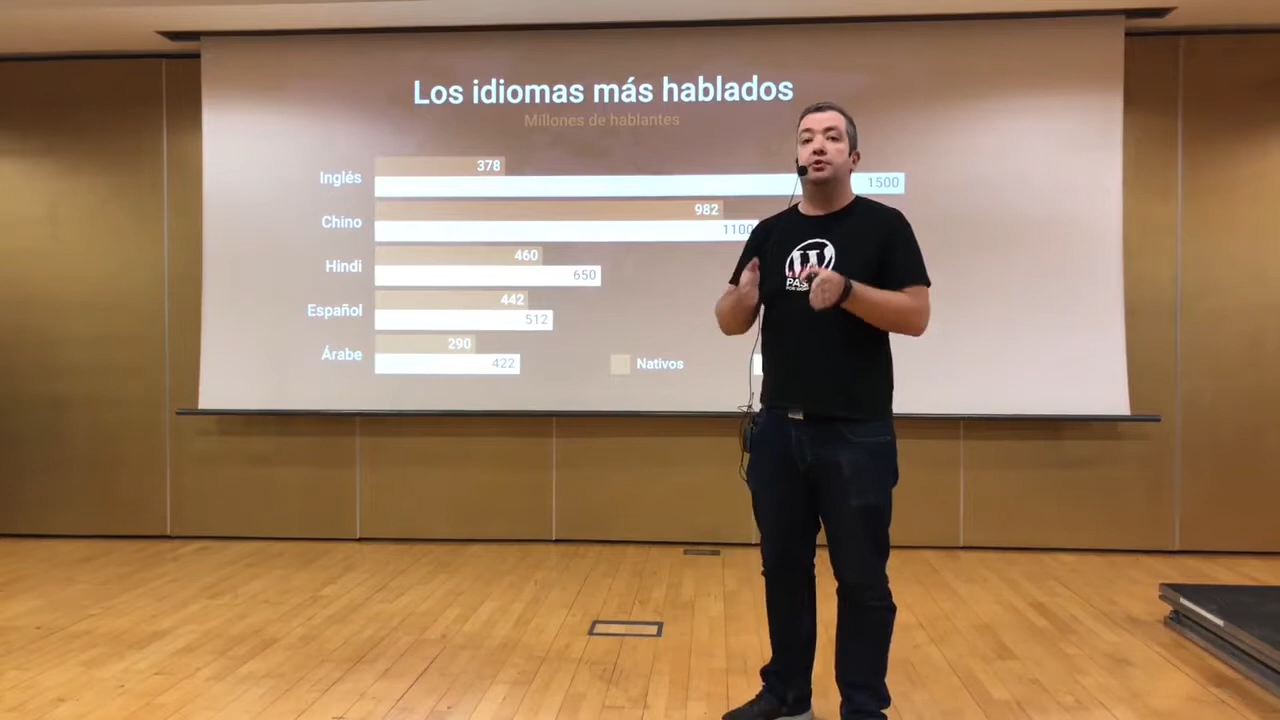 Los idiomas más hablados
Millones de hablantes
378
Inglés
1500
982
Chino
1100
460
Hindi
650
442
Español
512
290
Árabe
422
Nativos
W